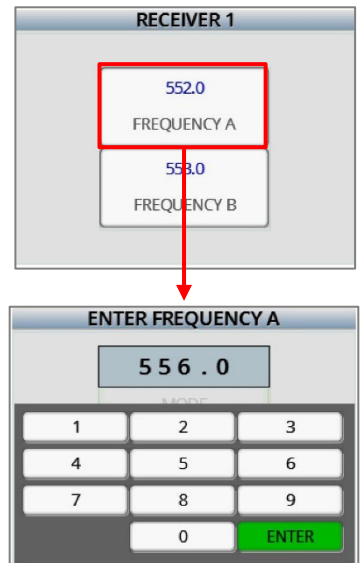 RECEIVER 1
552.0
FREQUENCY A
553.0
FREQUENCY B
ENTER FREQUENCY A
556.0
MODE
1 2 3
4 5 6
7 8 9
0 ENTER